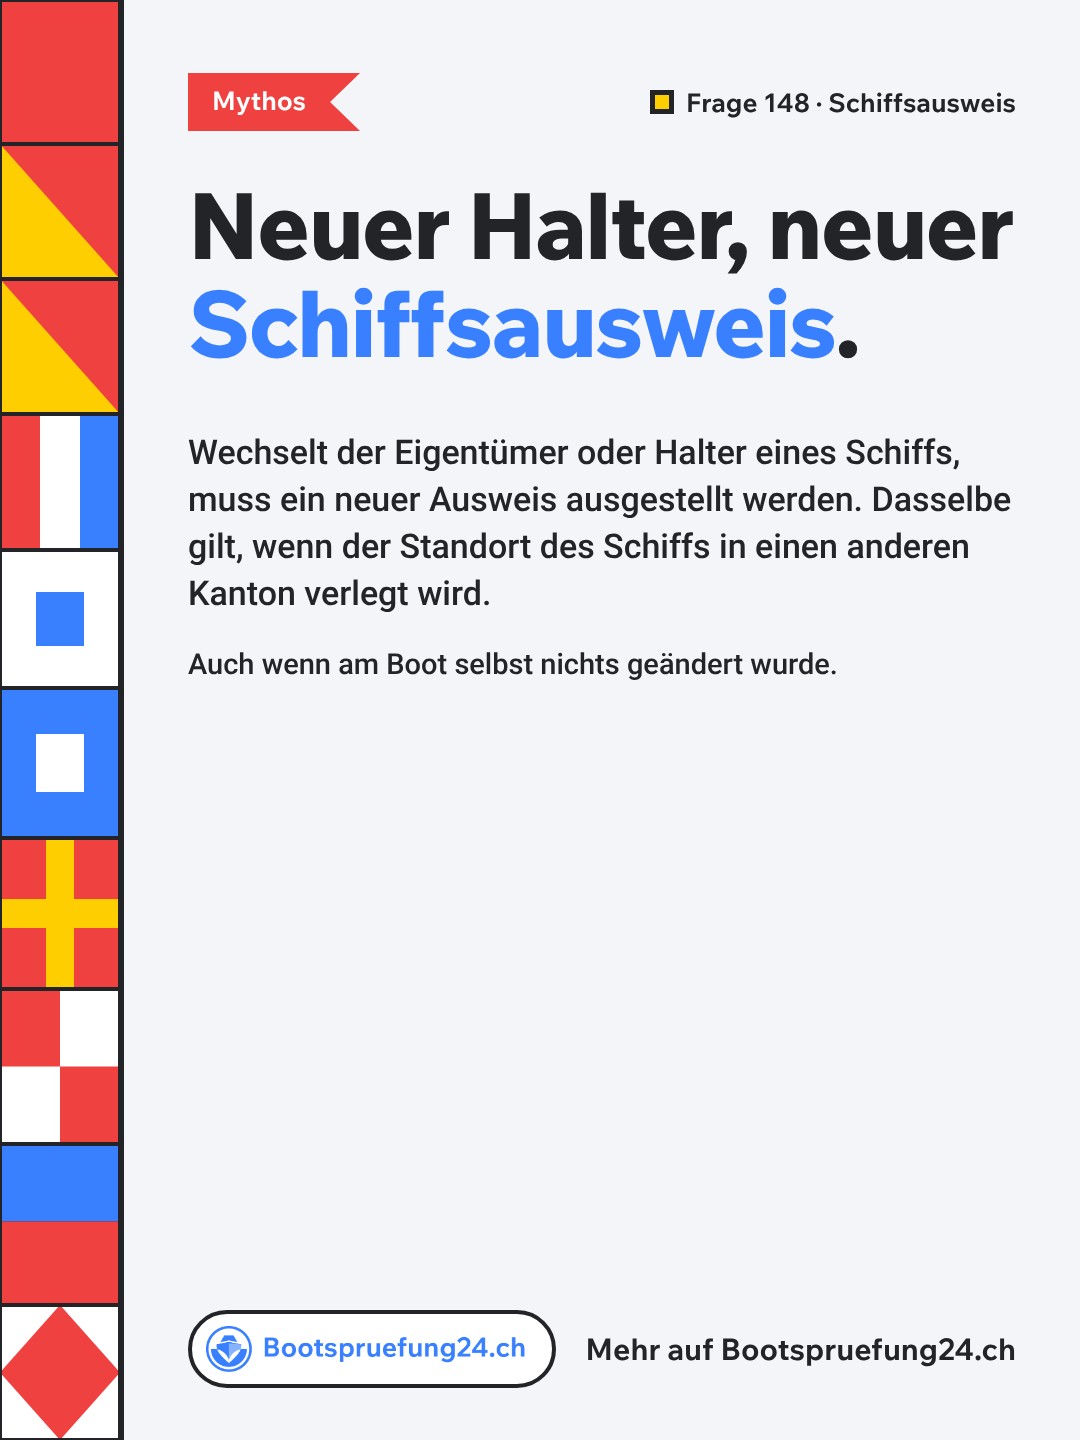 Mythos
Frage 148 · Schiffsausweis
Neuer Halter, neuer
Schiffsausweis.
Wechselt der Eigentümer oder Halter eines Schiffs,
muss ein neuer Ausweis ausgestellt werden. Dasselbe
gilt, wenn der Standort des Schiffs in einen anderen
Kanton verlegt wird.
Auch wenn am Boot selbst nichts geändert wurde.
Bootspruefung24.ch
Mehr auf Bootspruefung24.ch